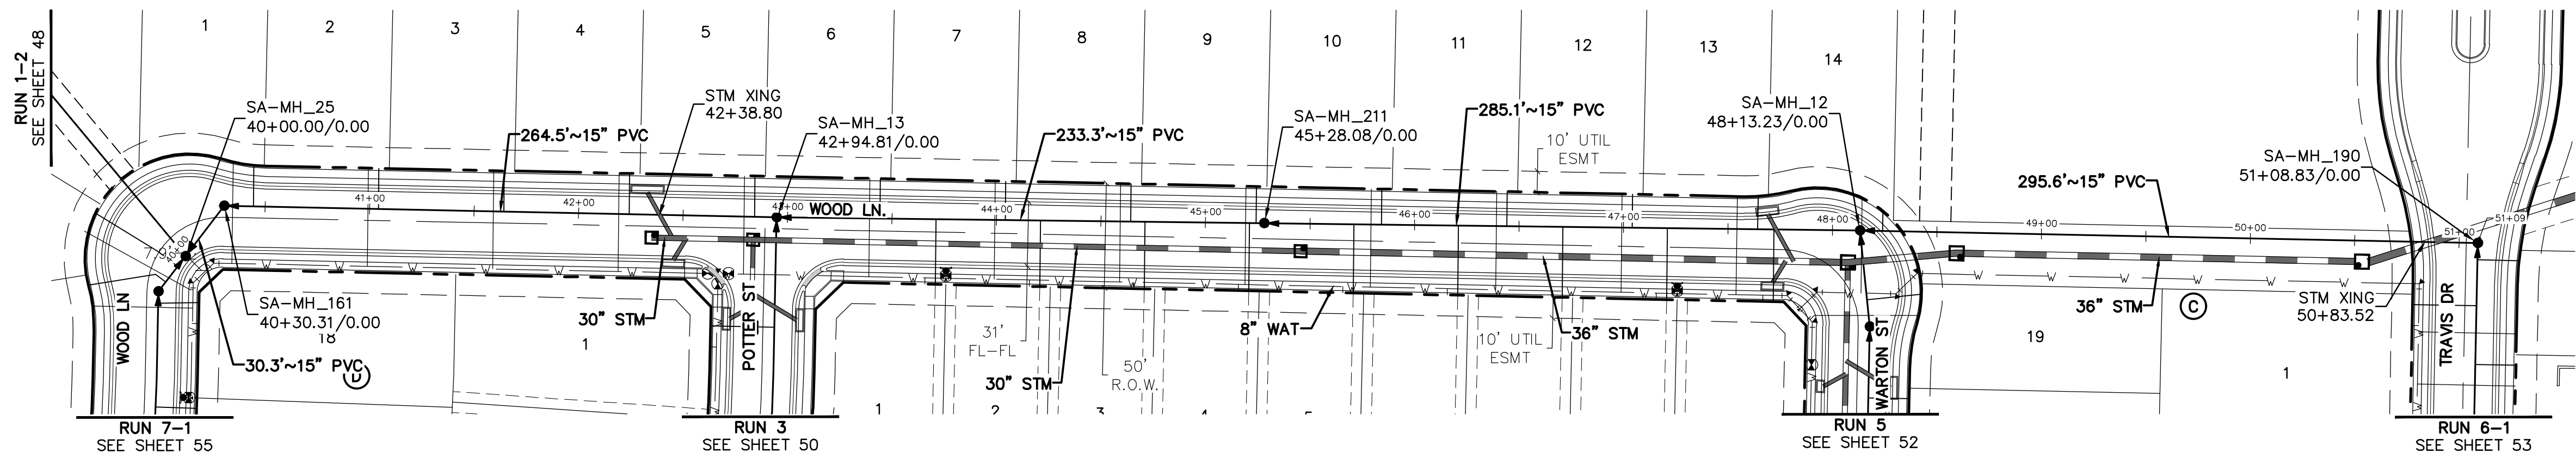 1
2
3
4
5
6
7
8
9
10
11
12
13
14
RUN 1-2
SEE SHEET 48
SA-MH_25
40+00.00/0.00
264.5'~15" PVC
STM XING
42+38.80
SA-MH_13
42+94.81/0.00
233.3'~15" PVC
SA-MH_211
45+28.08/0.00
285.1'~15" PVC
10' UTIL
ESMT
SA-MH_12
48+13.23/0.00
295.6'~15" PVC
SA-MH_190
51+08.83/0.00
40+00
41+00
42+00
43+00
WOOD LN.
44+00
45+00
46+00
47+00
48+00
49+00
50+00
51+00
51+09
W W W W W W W W W W W W W W W W W W
SA-MH_161
40+30.31/0.00
18
30.3'~15" PVC
WOOD LN
1
30" STM
POTTER ST
31'
FL-FL
30" STM
50'
R.O.W.
8" WAT
10' UTIL
ESMT
36" STM
WARTON ST
19
36" STM
C
STM XING
50+83.52
TRAVIS DR
1
1
2
3
4
5
RUN 7-1
SEE SHEET 55
RUN 3
SEE SHEET 50
RUN 5
SEE SHEET 52
RUN 6-1
SEE SHEET 53